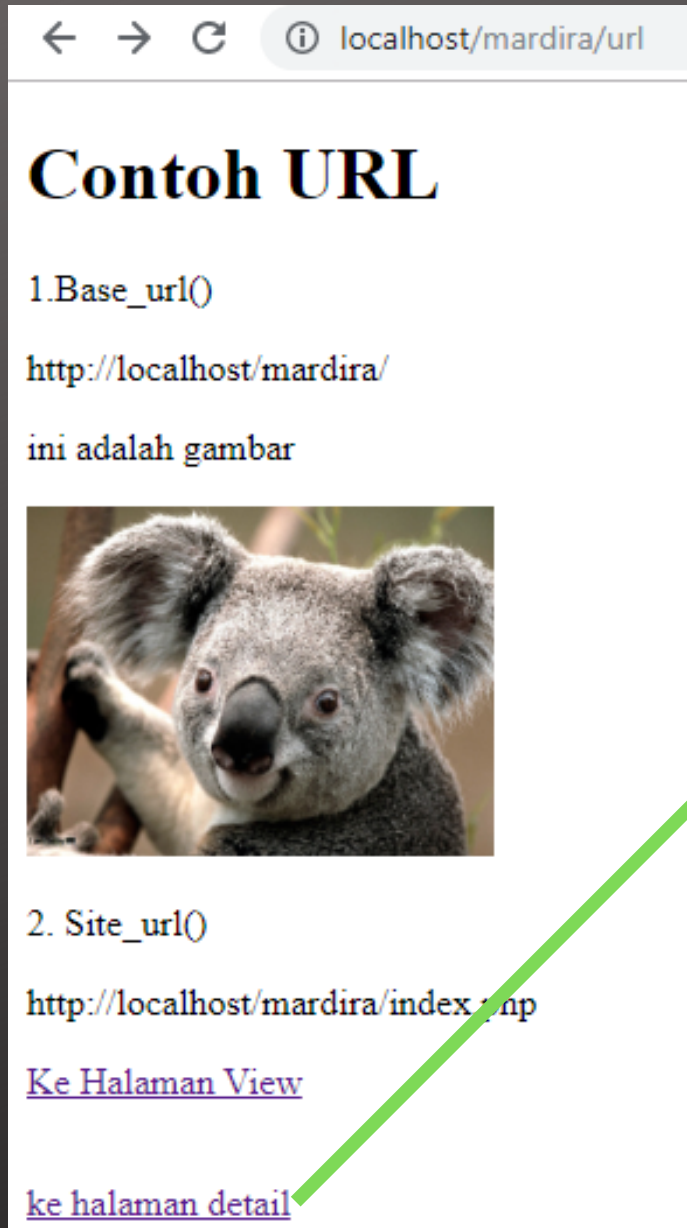 localhost/mardira/url
Contoh URL
1.Base_url()
http://localhost/mardira/
ini adalah gambar
2. Site_url()
http://localhost/mardira/index.php
Ke Halaman View
ke halaman detail